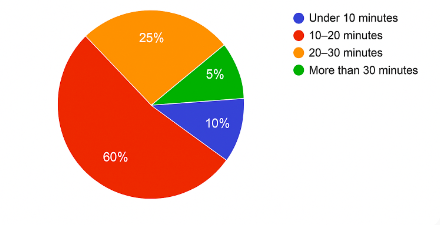 Under 10 minutes
10–20 minutes
20–30 minutes
More than 30 minutes
25%
5%
10%
60%